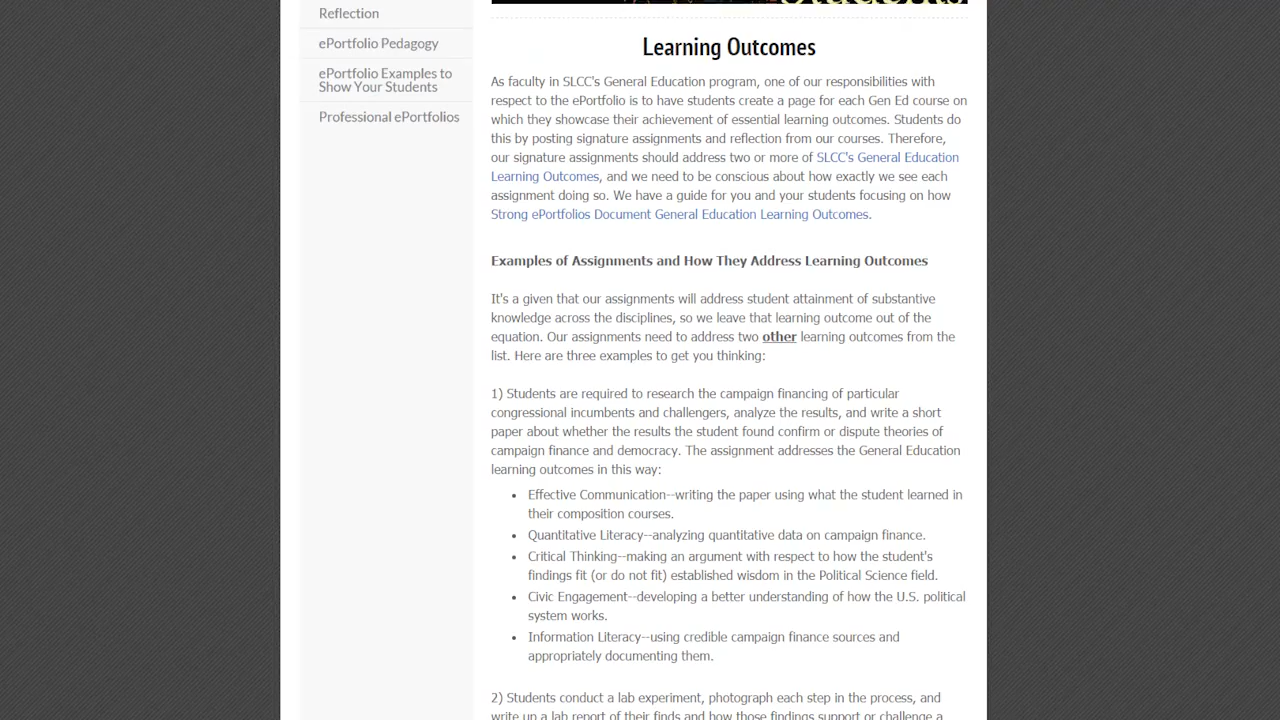 Reflection
ePortfolio Pedagogy
ePortfolio Examples to
Show Your Students
Professional ePortfolios
Learning Outcomes
As faculty in SLCC's General Education program, one of our responsibilities with
respect to the ePortfolio is to have students create a page for each Gen Ed course on
which they showcase their achievement of essential learning outcomes. Students do
this by posting signature assignments and reflection from our courses. Therefore,
our signature assignments should address two or more of SLCC's General Education
Learning Outcomes, and we need to be conscious about how exactly we see each
assignment doing so. We have a guide for you and your students focusing on how
Strong ePortfolios Document General Education Learning Outcomes.
Examples of Assignments and How They Address Learning Outcomes
It's a given that our assignments will address student attainment of substantive
knowledge across the disciplines, so we leave that learning outcome out of the
equation. Our assignments need to address two other learning outcomes from the
list. Here are three examples to get you thinking:
1) Students are required to research the campaign financing of particular
congressional incumbents and challengers, analyze the results, and write a short
paper about whether the results the student found confirm or dispute theories of
campaign finance and democracy. The assignment addresses the General Education
learning outcomes in this way:
• Effective Communication--writing the paper using what the student learned in
their composition courses.
• Quantitative Literacy--analyzing quantitative data on campaign finance.
• Critical Thinking--making an argument with respect to how the student's
findings fit (or do not fit) established wisdom in the Political Science field.
• Civic Engagement--developing a better understanding of how the U.S. political
system works.
• Information Literacy--using credible campaign finance sources and
appropriately documenting them.
2) Students conduct a lab experiment, photograph each step in the process, and
write up a lab report of their finds and how those findings support or challenge a